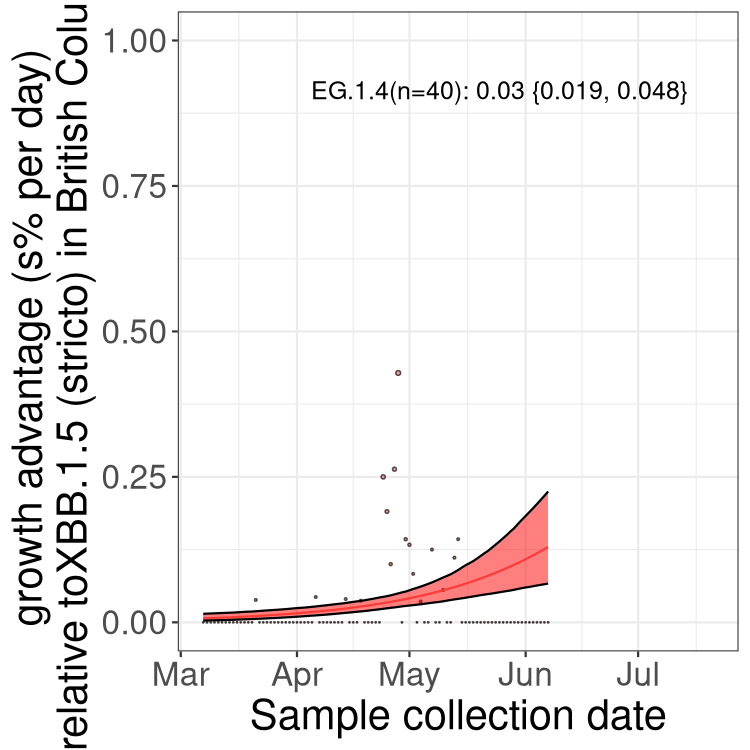 growth advantage (s% per day)
relative toXBB.1.5 (stricto) in British Colu
1.00
0.75
0.50
0.25
0.00
EG.1.4(n=40): 0.03 {0.019, 0.048}
Mar Apr May Jun Jul
Sample collection date